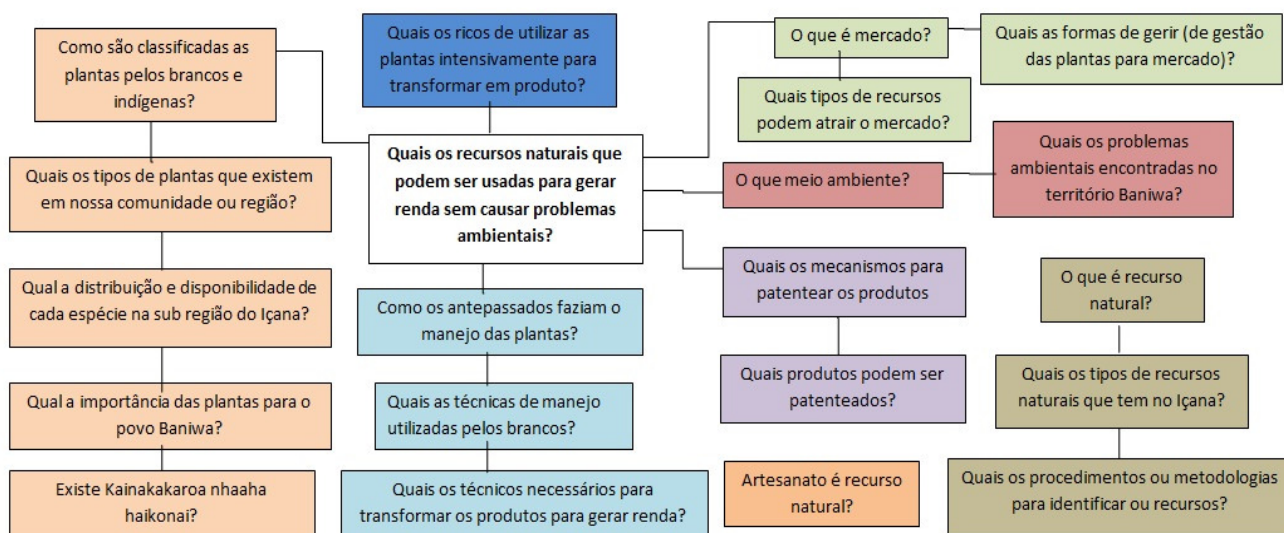 Como são classificadas as
plantas pelos brancos e
indígenas?
Quais os tipos de plantas que existem
em nossa comunidade ou região?
Qual a distribuição e disponibilidade de
cada espécie na sub região do Içana?
Qual a importância das plantas para o
povo Baniwa?
Existe Kainakakaroa nhaaha
haikonai?
Quais os ricos de utilizar as
plantas intensivamente para
transformar em produto?
Quais os recursos naturais que
podem ser usadas para gerar
renda sem causar problemas
ambientais?
Como os antepassados faziam o
manejo das plantas?
Quais as técnicas de manejo
utilizadas pelos brancos?
Quais os técnicos necessários para
transformar os produtos para gerar renda?
O que é mercado?
Quais as formas de gerir (de gestão
das plantas para mercado)?
Quais tipos de recursos
podem atrair o mercado?
O que meio ambiente?
Quais os problemas
ambientais encontradas no
território Baniwa?
Quais os mecanismos para
patentear os produtos
Quais produtos podem ser
patenteados?
Artesanato é recurso
natural?
O que é recurso
natural?
Quais os tipos de recursos
naturais que tem no Içana?
Quais os procedimentos ou metodologias
para identificar ou recursos?